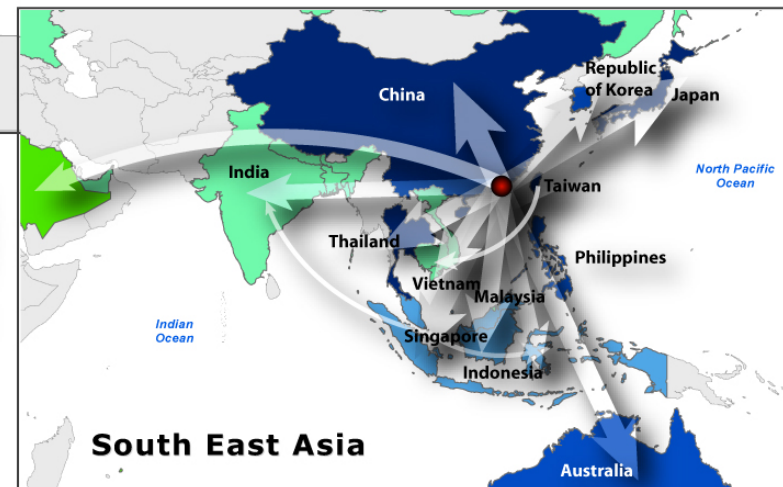 Republic
of Korea
China
Japan
India
North Pacific
Ocean
Taiwan
Thailand
Philippines
Vietnam
Malaysia
Indian
Ocean
Singapore
Indonesia
South East Asia
Australia